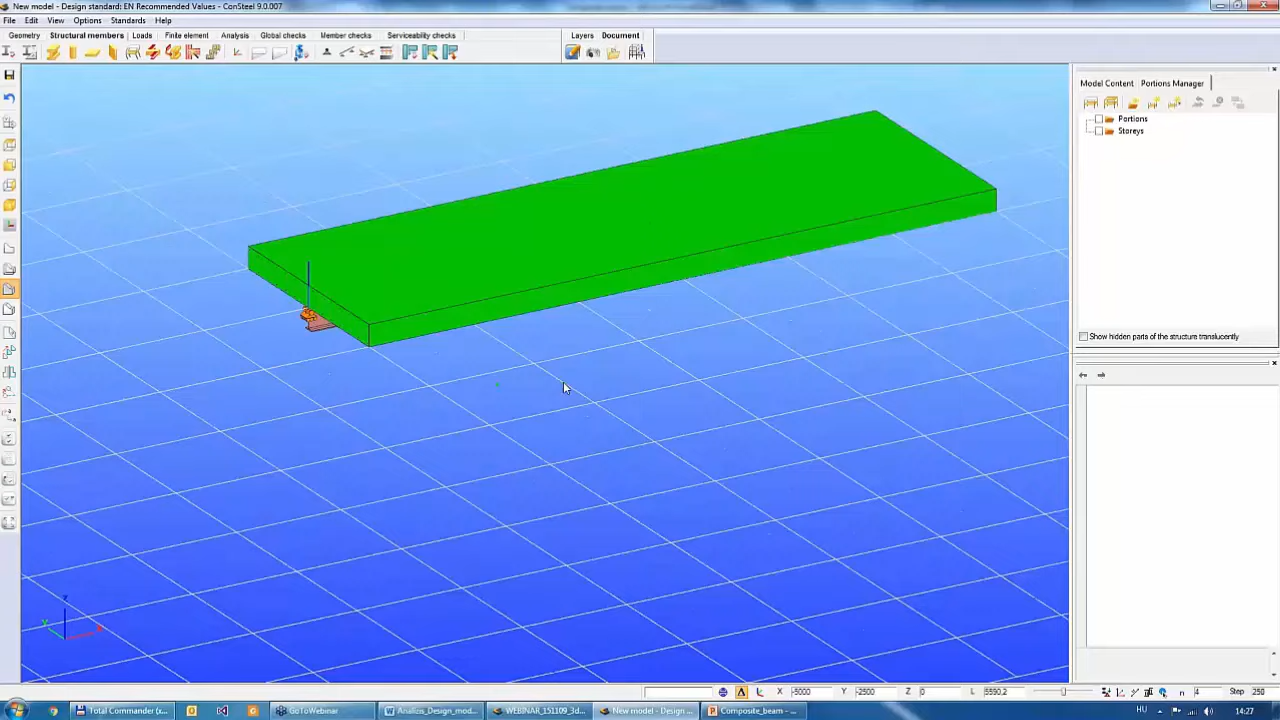 New model - Design standard: EN Recommended Values - ConSteel 9.0.007
File Edit View Options Standards Help
Geometry Structural members Loads Finite element Analysis Global checks Member checks Serviceability checks Layers Document
Model Content Portions Manager
Portions
Storeys
Show hidden parts of the structure translucently
z
Y X
X -5000 Y -2500 Z 0 L 5590,2 n 4 Step 250
Total Commander (x... GoToWebinar Analizis_Design_mod... WEBINAR_151109_3d... New model - Design ... Composite_beam - ... HU 14:27